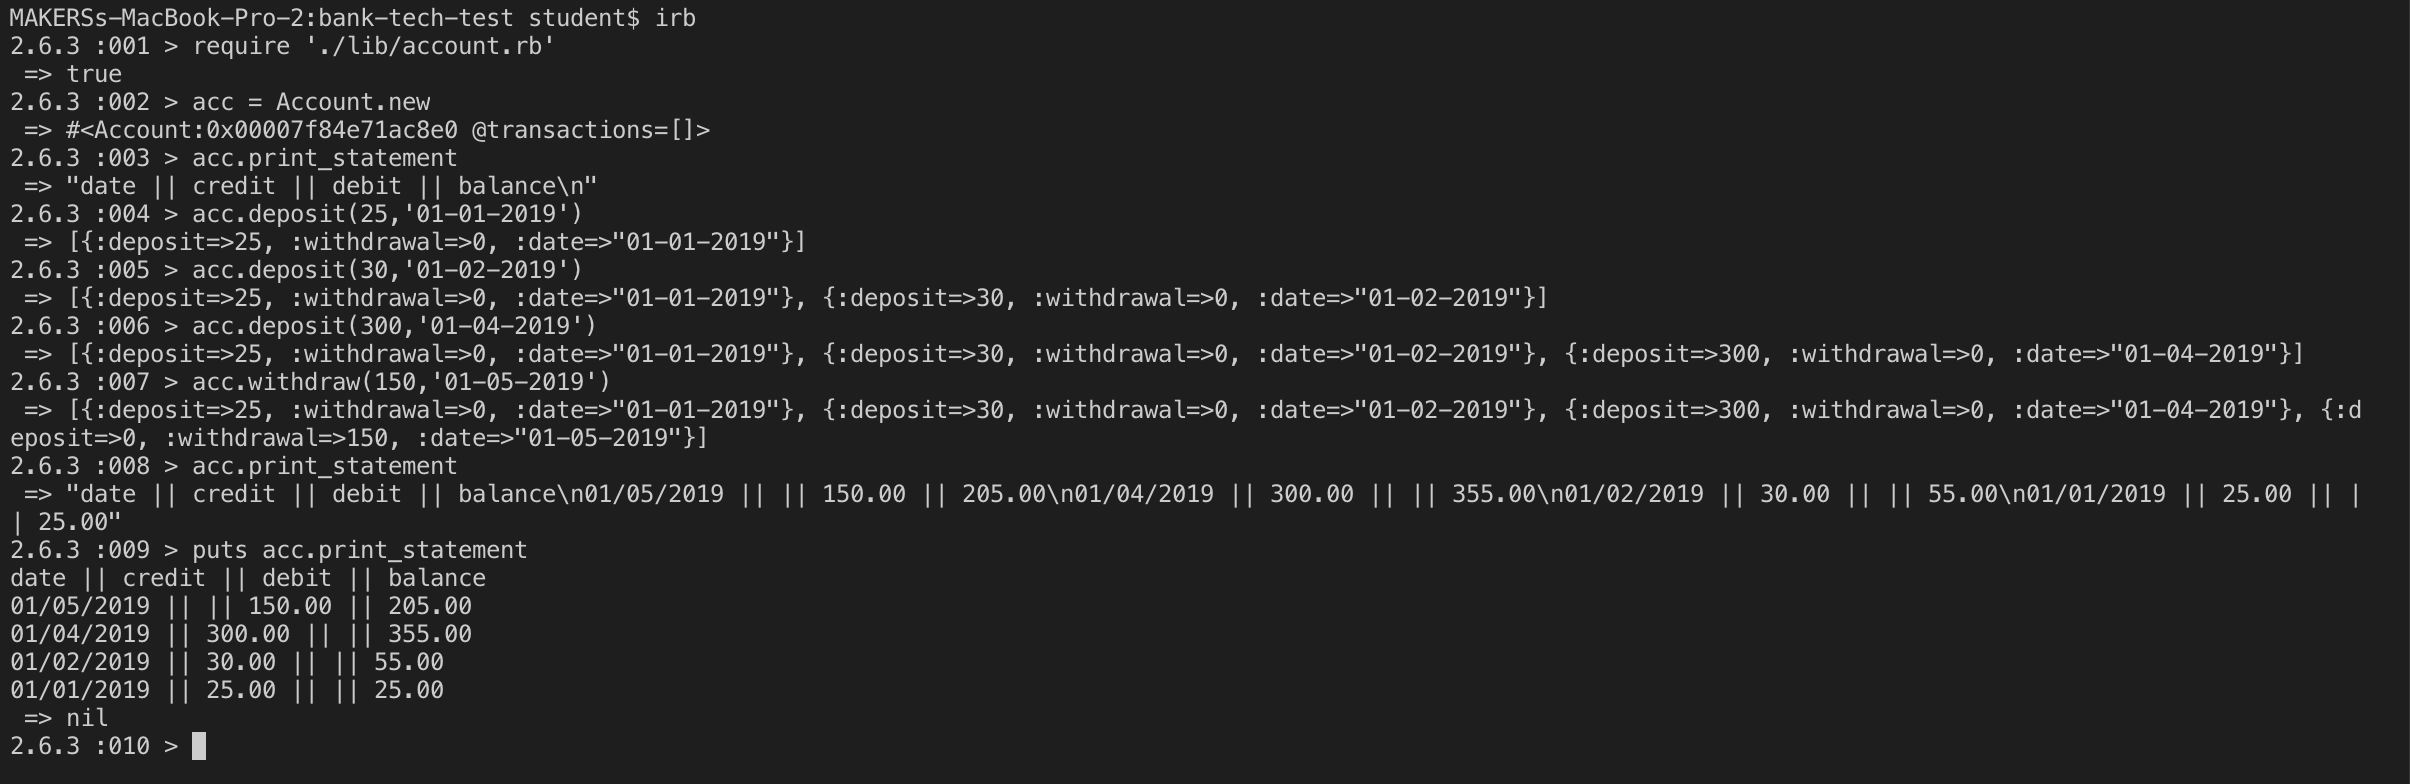 MAKERSs-MacBook-Pro-2:bank-tech-test student$ irb
2.6.3 :001 > require './lib/account.rb'
 => true
2.6.3 :002 > acc = Account.new
 => #<Account:0x00007f84e71ac8e0 @transactions=[]>
2.6.3 :003 > acc.print_statement
 => "date || credit || debit || balance\n"
2.6.3 :004 > acc.deposit(25,'01-01-2019')
 => [{:deposit=>25, :withdrawal=>0, :date=>"01-01-2019"}]
2.6.3 :005 > acc.deposit(30,'01-02-2019')
 => [{:deposit=>25, :withdrawal=>0, :date=>"01-01-2019"}, {:deposit=>30, :withdrawal=>0, :date=>"01-02-2019"}]
2.6.3 :006 > acc.deposit(300,'01-04-2019')
 => [{:deposit=>25, :withdrawal=>0, :date=>"01-01-2019"}, {:deposit=>30, :withdrawal=>0, :date=>"01-02-2019"}, {:deposit=>300, :withdrawal=>0, :date=>"01-04-2019"}]
2.6.3 :007 > acc.withdraw(150,'01-05-2019')
 => [{:deposit=>25, :withdrawal=>0, :date=>"01-01-2019"}, {:deposit=>30, :withdrawal=>0, :date=>"01-02-2019"}, {:deposit=>300, :withdrawal=>0, :date=>"01-04-2019"}, {:d
eposit=>0, :withdrawal=>150, :date=>"01-05-2019"}]
2.6.3 :008 > acc.print_statement
 => "date || credit || debit || balance\n01/05/2019 || || 150.00 || 205.00\n01/04/2019 || 300.00 || || 355.00\n01/02/2019 || 30.00 || || 55.00\n01/01/2019 || 25.00 || |
| 25.00"
2.6.3 :009 > puts acc.print_statement
date || credit || debit || balance
01/05/2019 || || 150.00 || 205.00
01/04/2019 || 300.00 || || 355.00
01/02/2019 || 30.00 || || 55.00
01/01/2019 || 25.00 || || 25.00
 => nil
2.6.3 :010 >